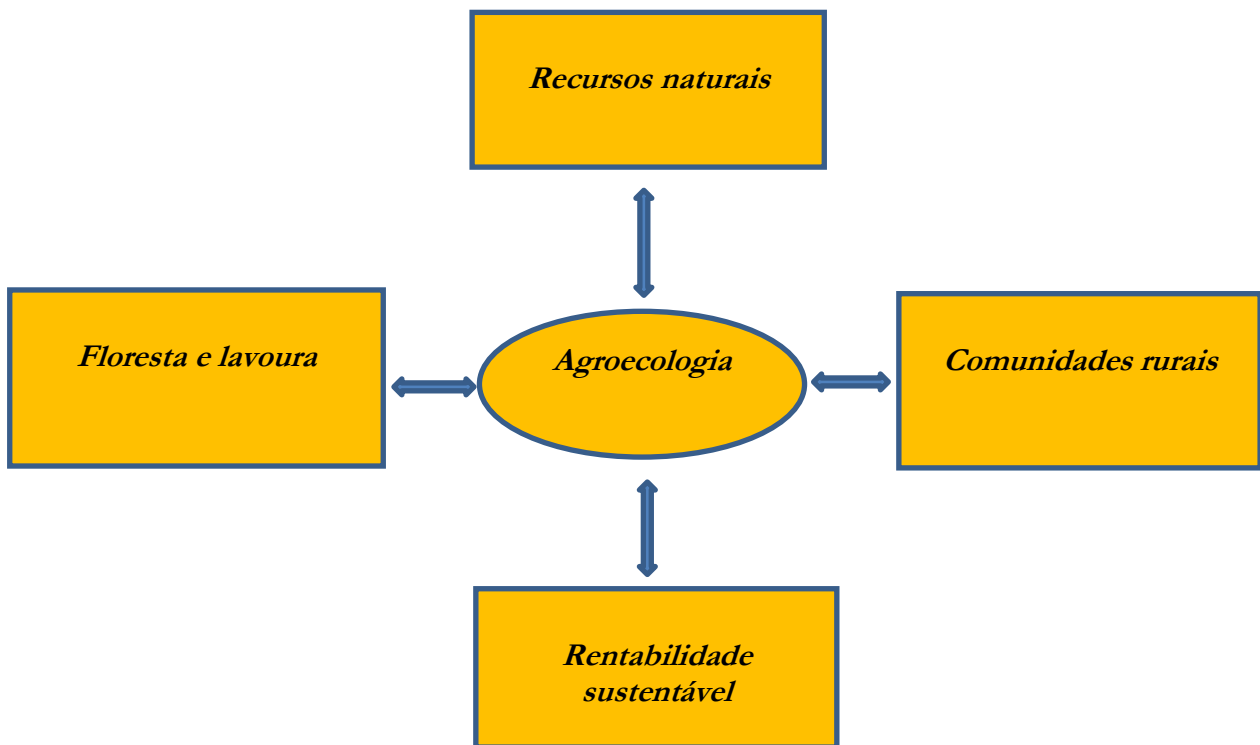 Recursos naturais
Floresta e lavoura
Agroecologia
Comunidades rurais
Rentabilidade
sustentável